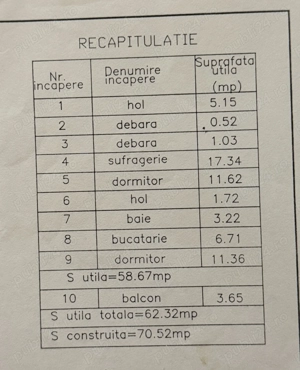 RECAPITULATIE
Nr. incapere Denumire incapere Suprafata utila (mp)
1 hol 5.15
2 debara 0.52
3 debara 1.03
4 sufragerie 17.34
5 dormitor 11.62
6 hol 1.72
7 baie 3.22
8 bucatarie 6.71
9 dormitor 11.36
S utila=58.67mp
10 balcon 3.65
S utila totala=62.32mp
S construita=70.52mp